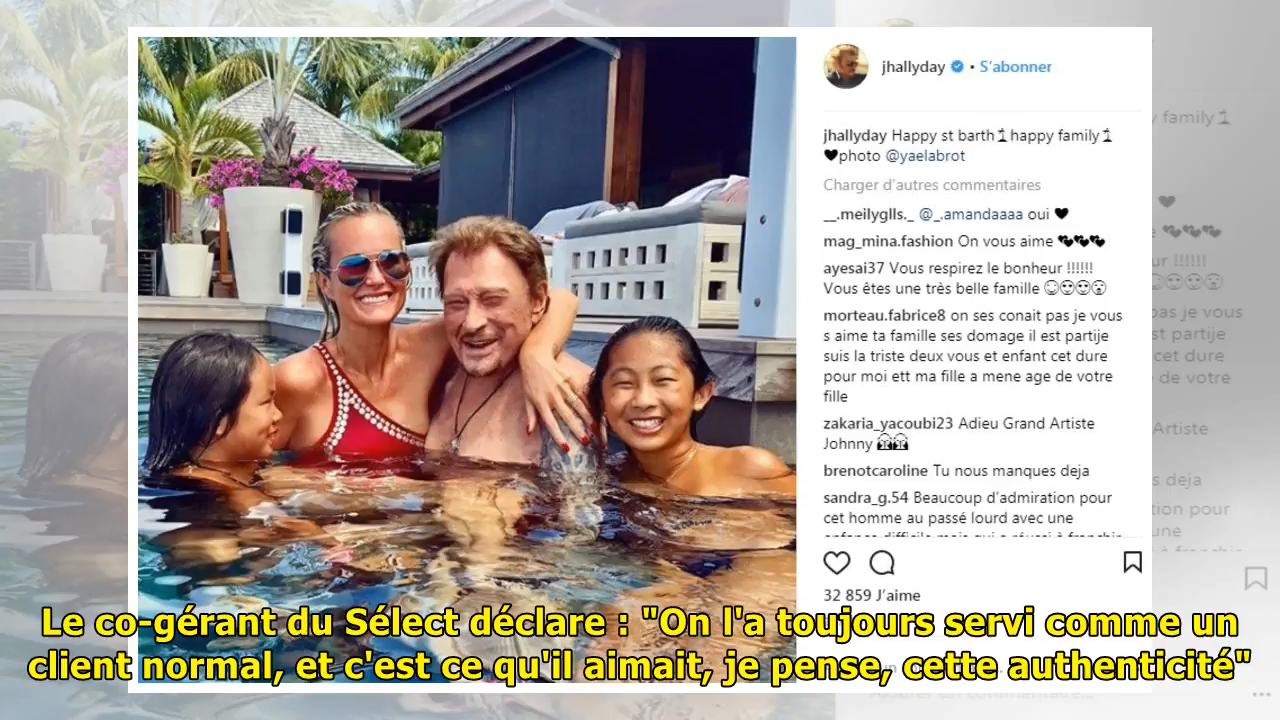 jhallyday • S'abonner
jhallyday Happy st barth🏝happy family🏝
🖤photo @yaelabrot
Charger d'autres commentaires
__.meilyglls._ @_.amandaaaa oui 🖤
mag_mina.fashion On vous aime 💕💕💕
ayesai37 Vous respirez le bonheur !!!!!!
Vous êtes une très belle famille ☺😍😍😘
morteau.fabrice8 on ses conait pas je vous
s aime ta famille ses domage il est partije
suis la triste deux vous et enfant cet dure
pour moi ett ma fille a mene age de votre
fille
zakaria_yacoubi23 Adieu Grand Artiste
Johnny 😭😭
brenotcaroline Tu nous manques deja
sandra_g.54 Beaucoup d'admiration pour
cet homme au passé lourd avec une
32 859 J'aime
Le co-gérant du Sélect déclare : "On l'a toujours servi comme un
client normal, et c'est ce qu'il aimait, je pense, cette authenticité"